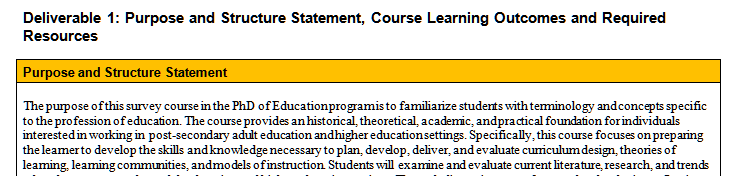 Deliverable 1: Purpose and Structure Statement, Course Learning Outcomes and Required
Resources
Purpose and Structure Statement
The purpose of this survey course in the PhD of Education program is to familiarize students with terminology and concepts specific
to the profession of education. The course provides an historical, theoretical, academic, and practical foundation for individuals
interested in working in post-secondary adult education and higher education settings. Specifically, this course focuses on preparing
the learner to develop the skills and knowledge necessary to plan, develop, deliver, and evaluate curriculum design, theories of
learning, learning communities, and models of instruction. Students will examine and evaluate current literature, research, and trends